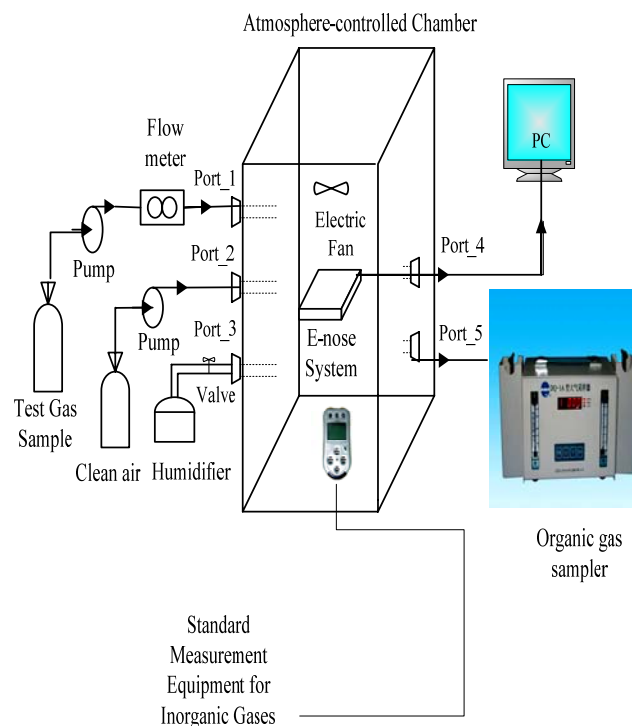 Atmosphere-controlled Chamber
Flow
meter
Port_1
Pump
Port_2
Pump
Port_3
Valve
Test Gas
Sample
Clean air
Humidifier
Electric
Fan
E-nose
System
Port_4
Port_5
PC
Organic gas
sampler
Standard
Measurement
Equipment for
Inorganic Gases